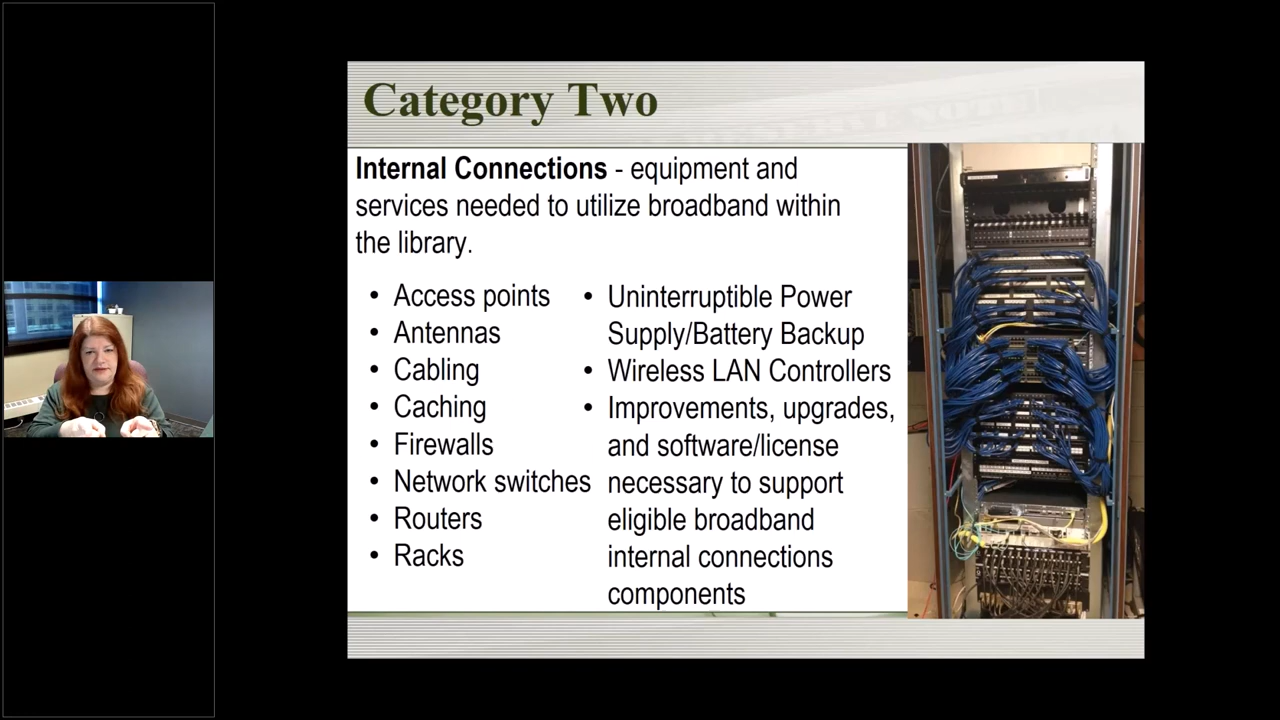 Category Two
Internal Connections - equipment and
services needed to utilize broadband within
the library.
• Access points
• Antennas
• Cabling
• Caching
• Firewalls
• Network switches
• Routers
• Racks
• Uninterruptible Power
Supply/Battery Backup
• Wireless LAN Controllers
• Improvements, upgrades,
and software/license
necessary to support
eligible broadband
internal connections
components